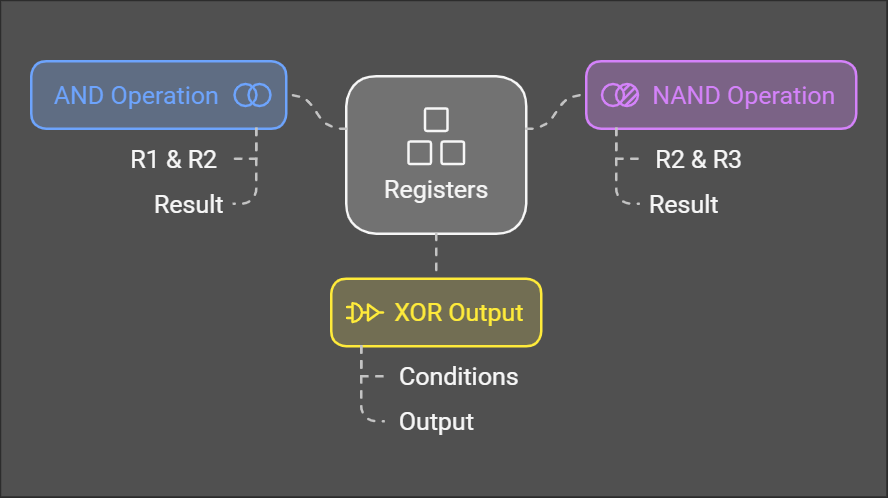 AND Operation
R1 & R2
Result
Registers
NAND Operation
R2 & R3
Result
XOR Output
Conditions
Output